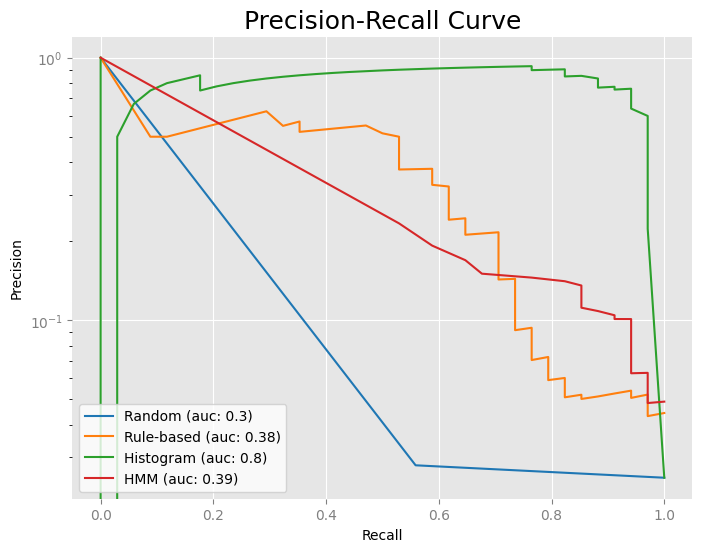 Precision-Recall Curve
10⁰
10⁻¹
Precision
Random (auc: 0.3)
Rule-based (auc: 0.38)
Histogram (auc: 0.8)
HMM (auc: 0.39)
0.0 0.2 0.4 0.6 0.8 1.0
Recall